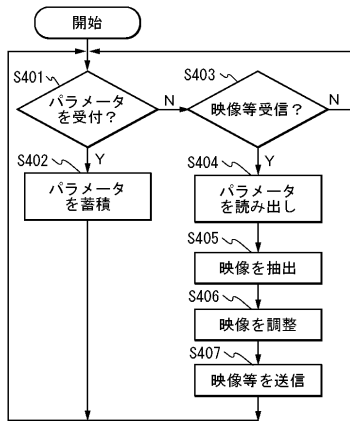 開始
S401
パラメータ
を受付？
N
Y
S402
パラメータ
を蓄積
S403
映像等受信？
N
Y
S404
パラメータ
を読み出し
S405
映像を抽出
S406
映像を調整
S407
映像等を送信